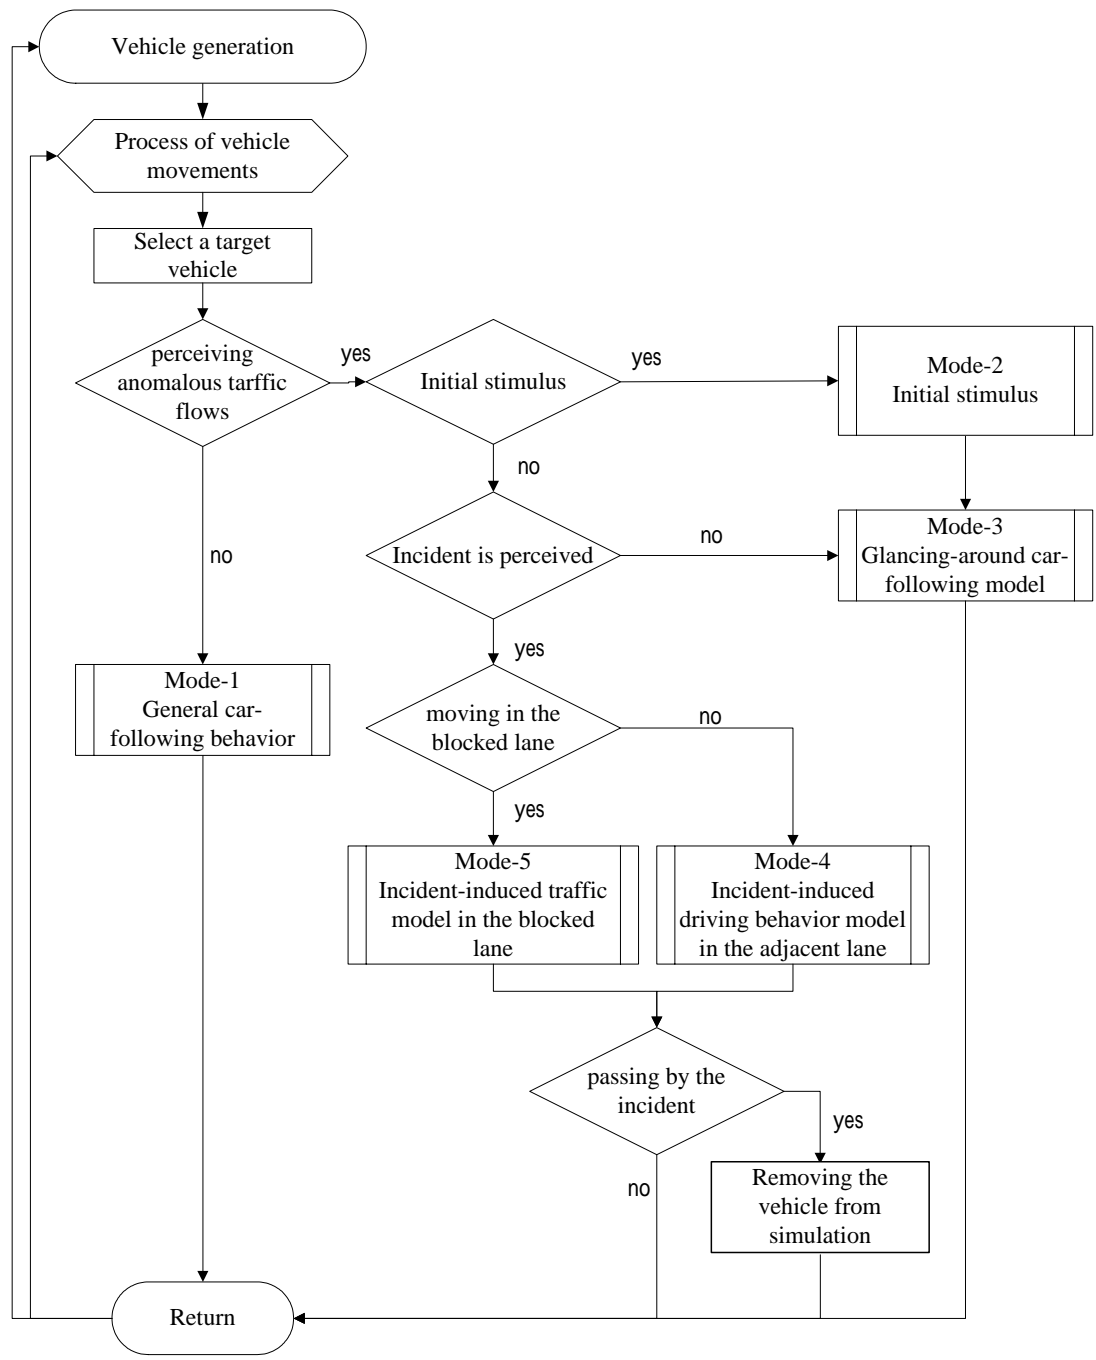 Vehicle generation
Process of vehicle
movements
Select a target
vehicle
perceiving
anomalous tarffic
flows
yes
Initial stimulus
yes
Mode-2
Initial stimulus
no
Incident is perceived
no
Mode-3
Glancing-around car-
following model
no
yes
Mode-1
General car-
following behavior
moving in the
blocked lane
no
yes
Mode-5
Incident-induced traffic
model in the blocked
lane
Mode-4
Incident-induced
driving behavior model
in the adjacent lane
passing by the
incident
yes
no
Removing the
vehicle from
simulation
Return